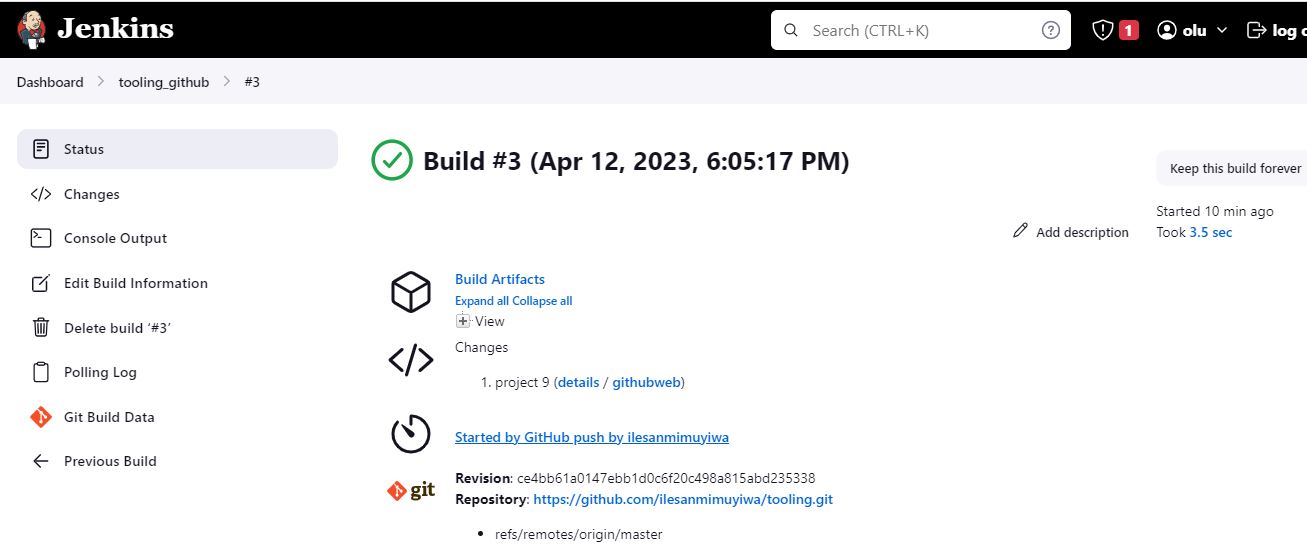 Jenkins
Search (CTRL+K)
?
1
olu
log o
Dashboard > tooling_github > #3
Status
Changes
Console Output
Edit Build Information
Delete build ‘#3’
Polling Log
Git Build Data
Previous Build
Build #3 (Apr 12, 2023, 6:05:17 PM)
Keep this build forever
Started 10 min ago
Took 3.5 sec
Add description
Build Artifacts
Expand all Collapse all
View
Changes
1. project 9 (details / githubweb)
Started by GitHub push by ilesanmimuyiwa
git
Revision: ce4bb61a0147ebb1d0c6f20c498a815abd235338
Repository: https://github.com/ilesanmimuyiwa/tooling.git
• refs/remotes/origin/master